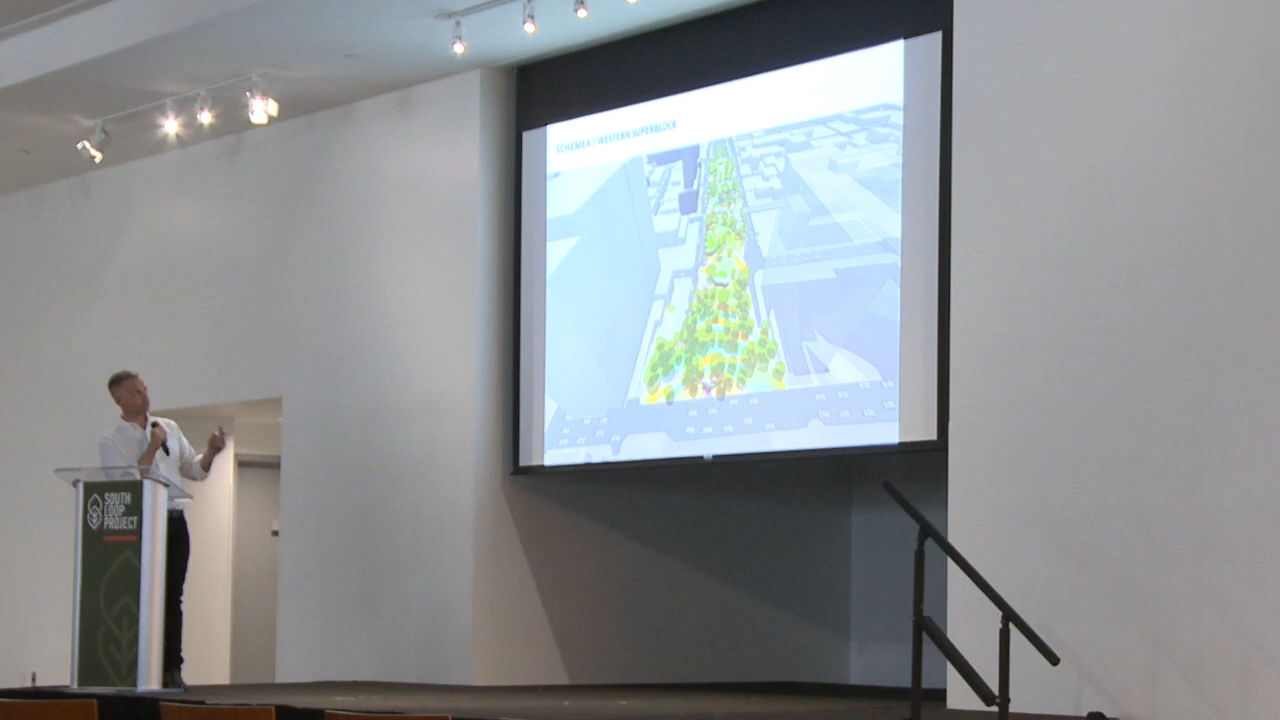 SCHEME A | WESTERN SUPERBLOCK
SOUTH
LOOP
PROJECT